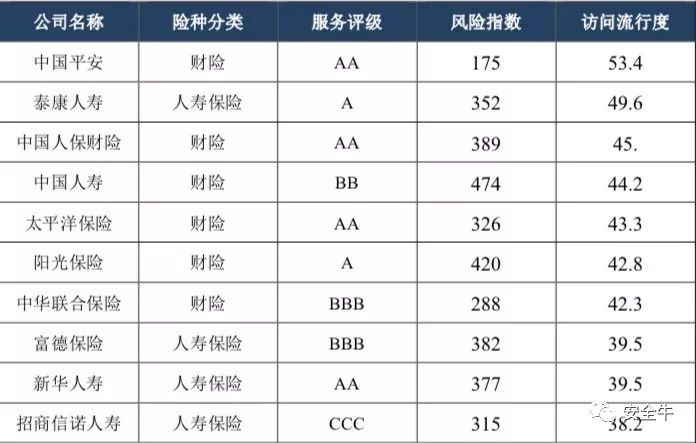 公司名称 险种分类 服务评级 风险指数 访问流行度
中国平安 财险 AA 175 53.4
泰康人寿 人寿保险 A 352 49.6
中国人保财险 财险 AA 389 45.
中国人寿 财险 BB 474 44.2
太平洋保险 财险 AA 326 43.3
阳光保险 财险 A 420 42.8
中华联合保险 财险 BBB 288 42.3
富德保险 人寿保险 BBB 382 39.5
新华人寿 人寿保险 AA 377 39.5
招商信诺人寿 人寿保险 CCC 315 38.2
安全牛